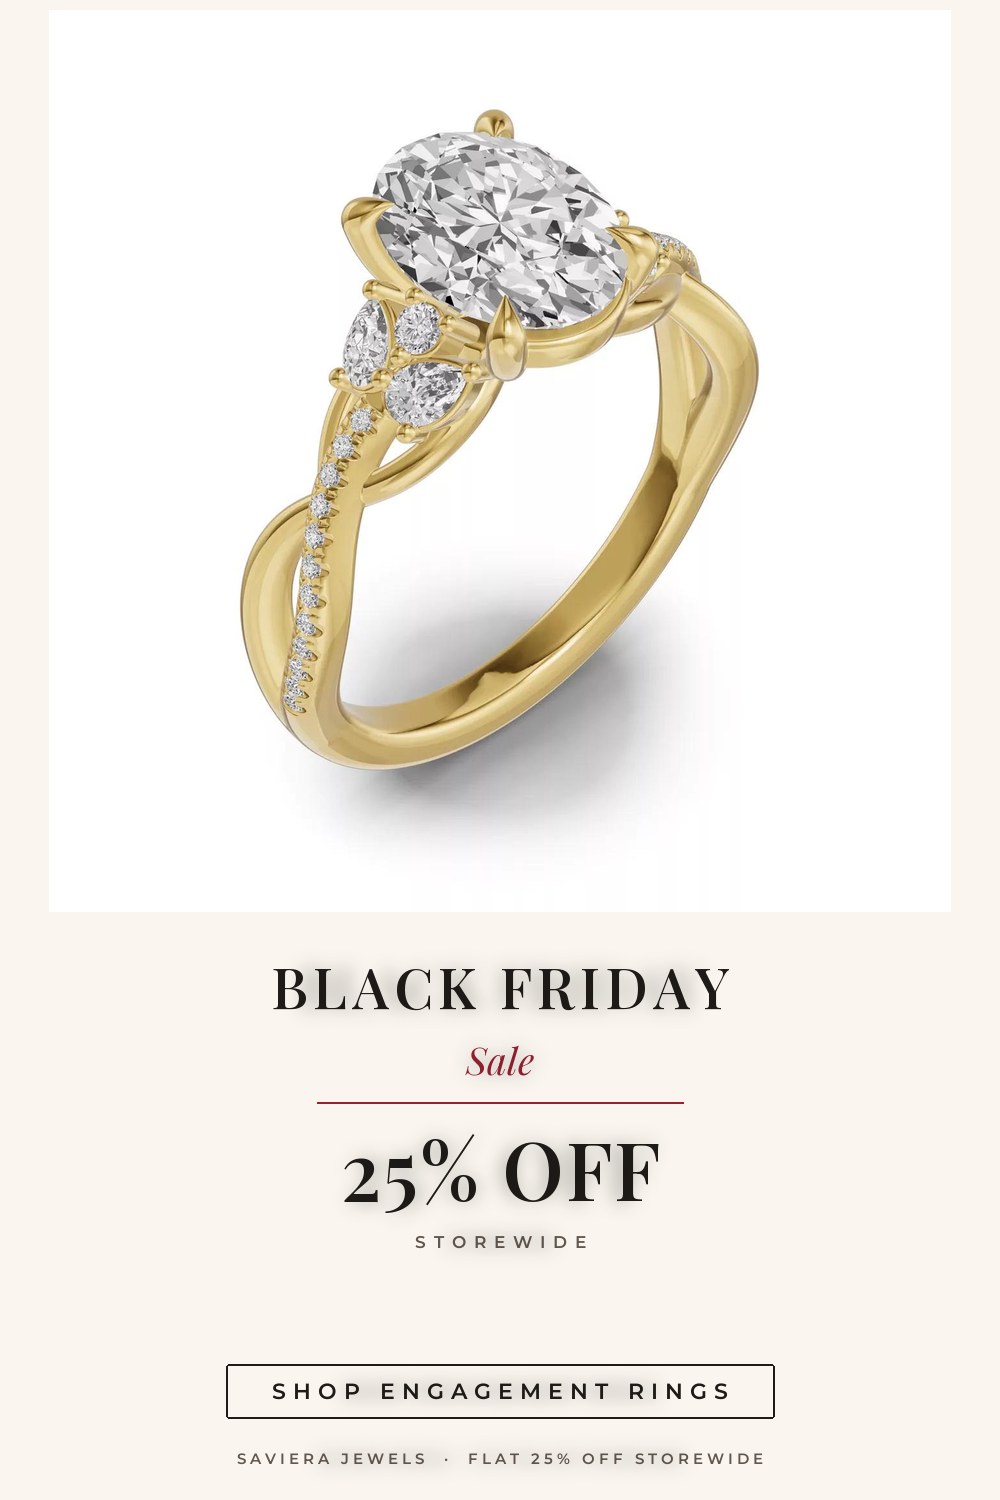 BLACK FRIDAY
Sale
25% OFF
STOREWIDE
SHOP ENGAGEMENT RINGS
SAVIERA JEWELS · FLAT 25% OFF STOREWIDE